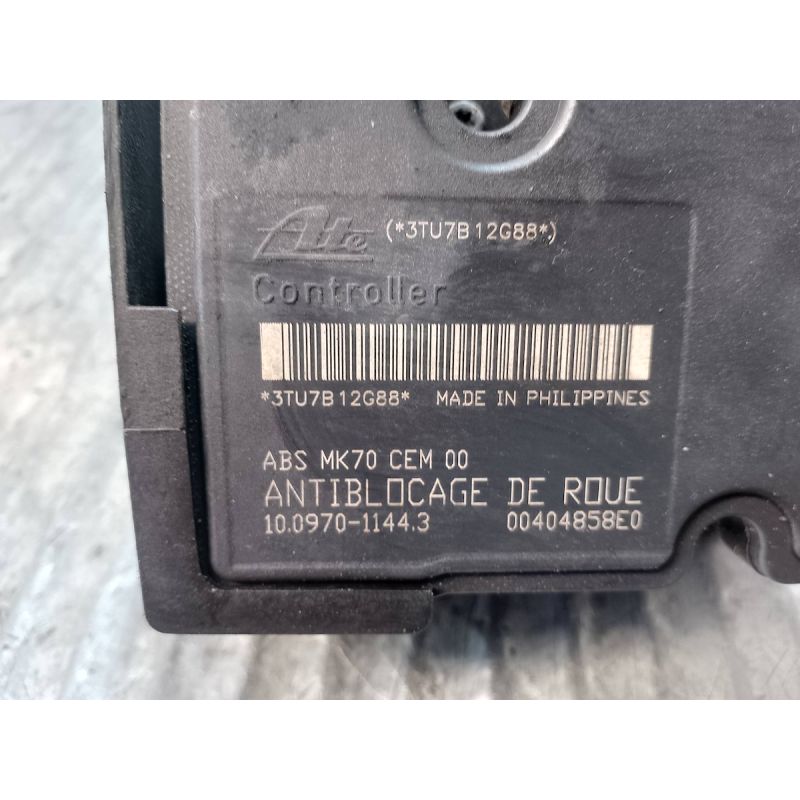 Ate (*3TU7B12G88*)
Controller
*3TU7B12G88* MADE IN PHILIPPINES
ABS MK70 CEM 00
ANTIBLOCAGE DE ROUE
10.0970-1144.3 00404858E0